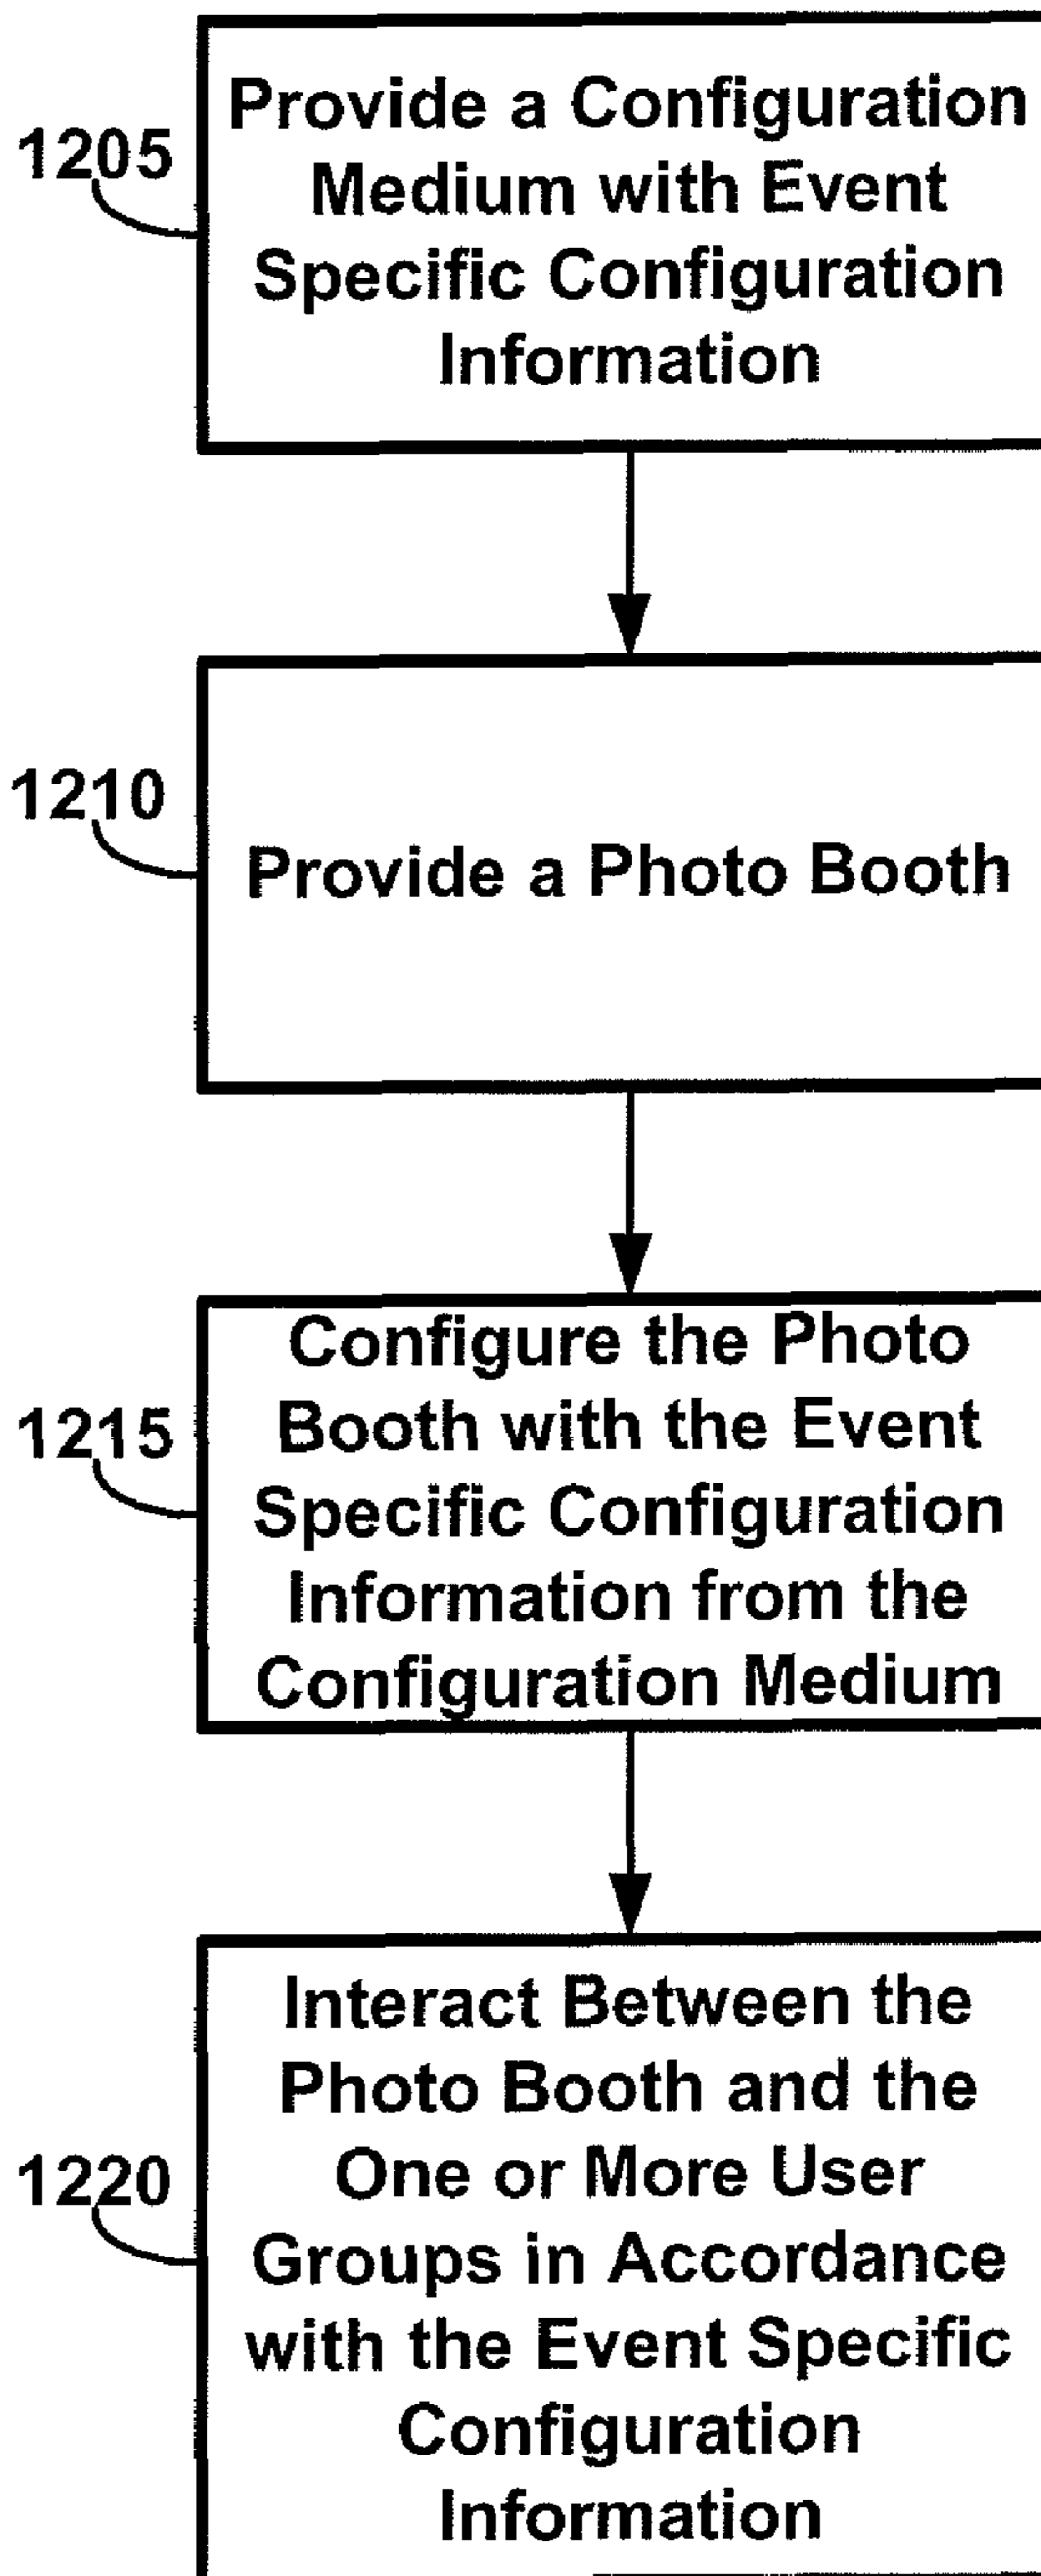 1205
Provide a Configuration
Medium with Event
Specific Configuration
Information
1210
Provide a Photo Booth
1215
Configure the Photo
Booth with the Event
Specific Configuration
Information from the
Configuration Medium
1220
Interact Between the
Photo Booth and the
One or More User
Groups in Accordance
with the Event Specific
Configuration
Information